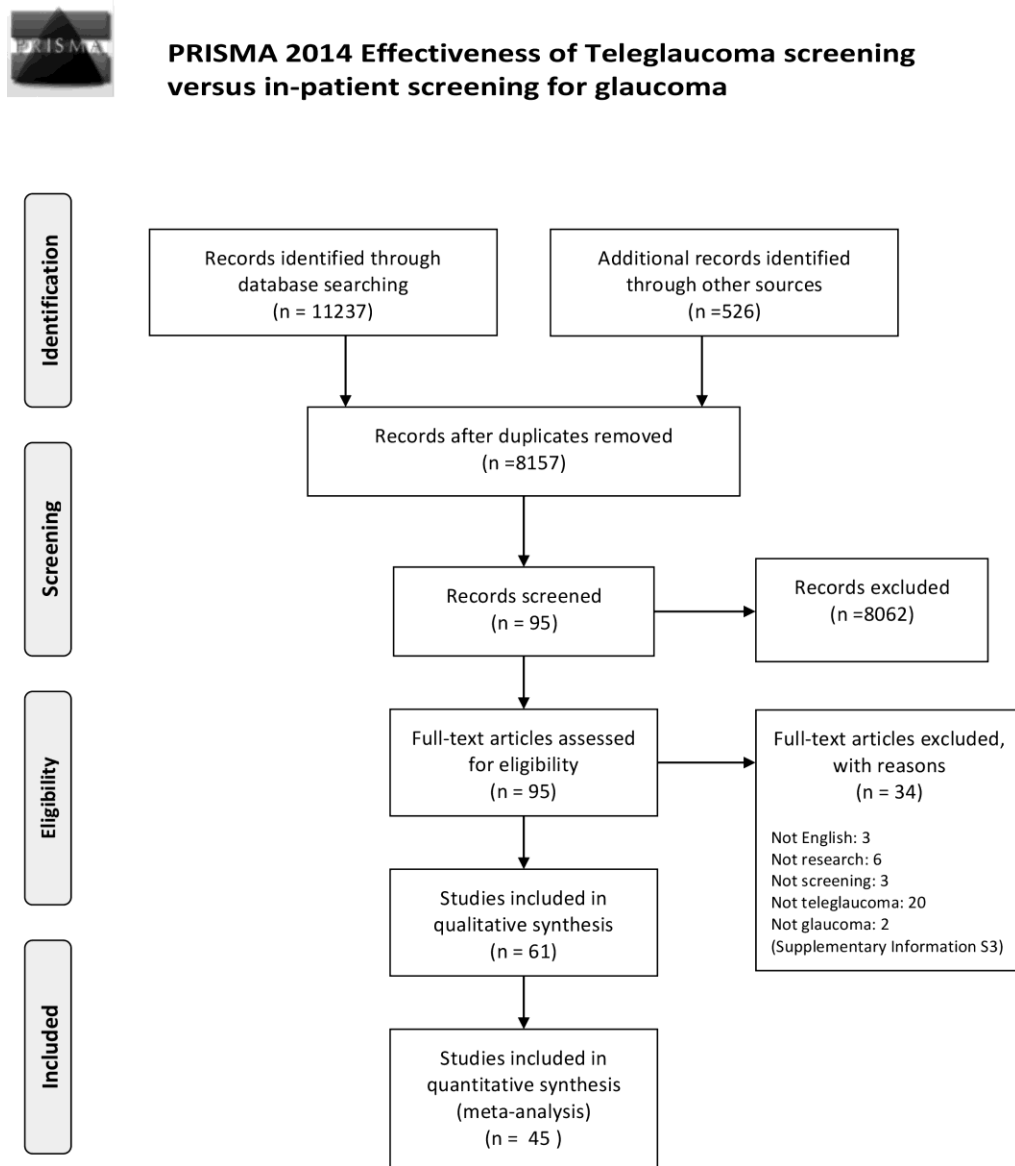 PRISMA
PRISMA 2014 Effectiveness of Teleglaucoma screening
versus in-patient screening for glaucoma
Identification
Records identified through
database searching
(n = 11237)
Additional records identified
through other sources
(n =526)
Records after duplicates removed
(n =8157)
Screening
Records screened
(n = 95)
Records excluded
(n =8062)
Eligibility
Full-text articles assessed
for eligibility
(n = 95)
Full-text articles excluded,
with reasons
(n = 34)
Not English: 3
Not research: 6
Not screening: 3
Not teleglaucoma: 20
Not glaucoma: 2
(Supplementary Information S3)
Studies included in
qualitative synthesis
(n = 61)
Included
Studies included in
quantitative synthesis
(meta-analysis)
(n =  45 )